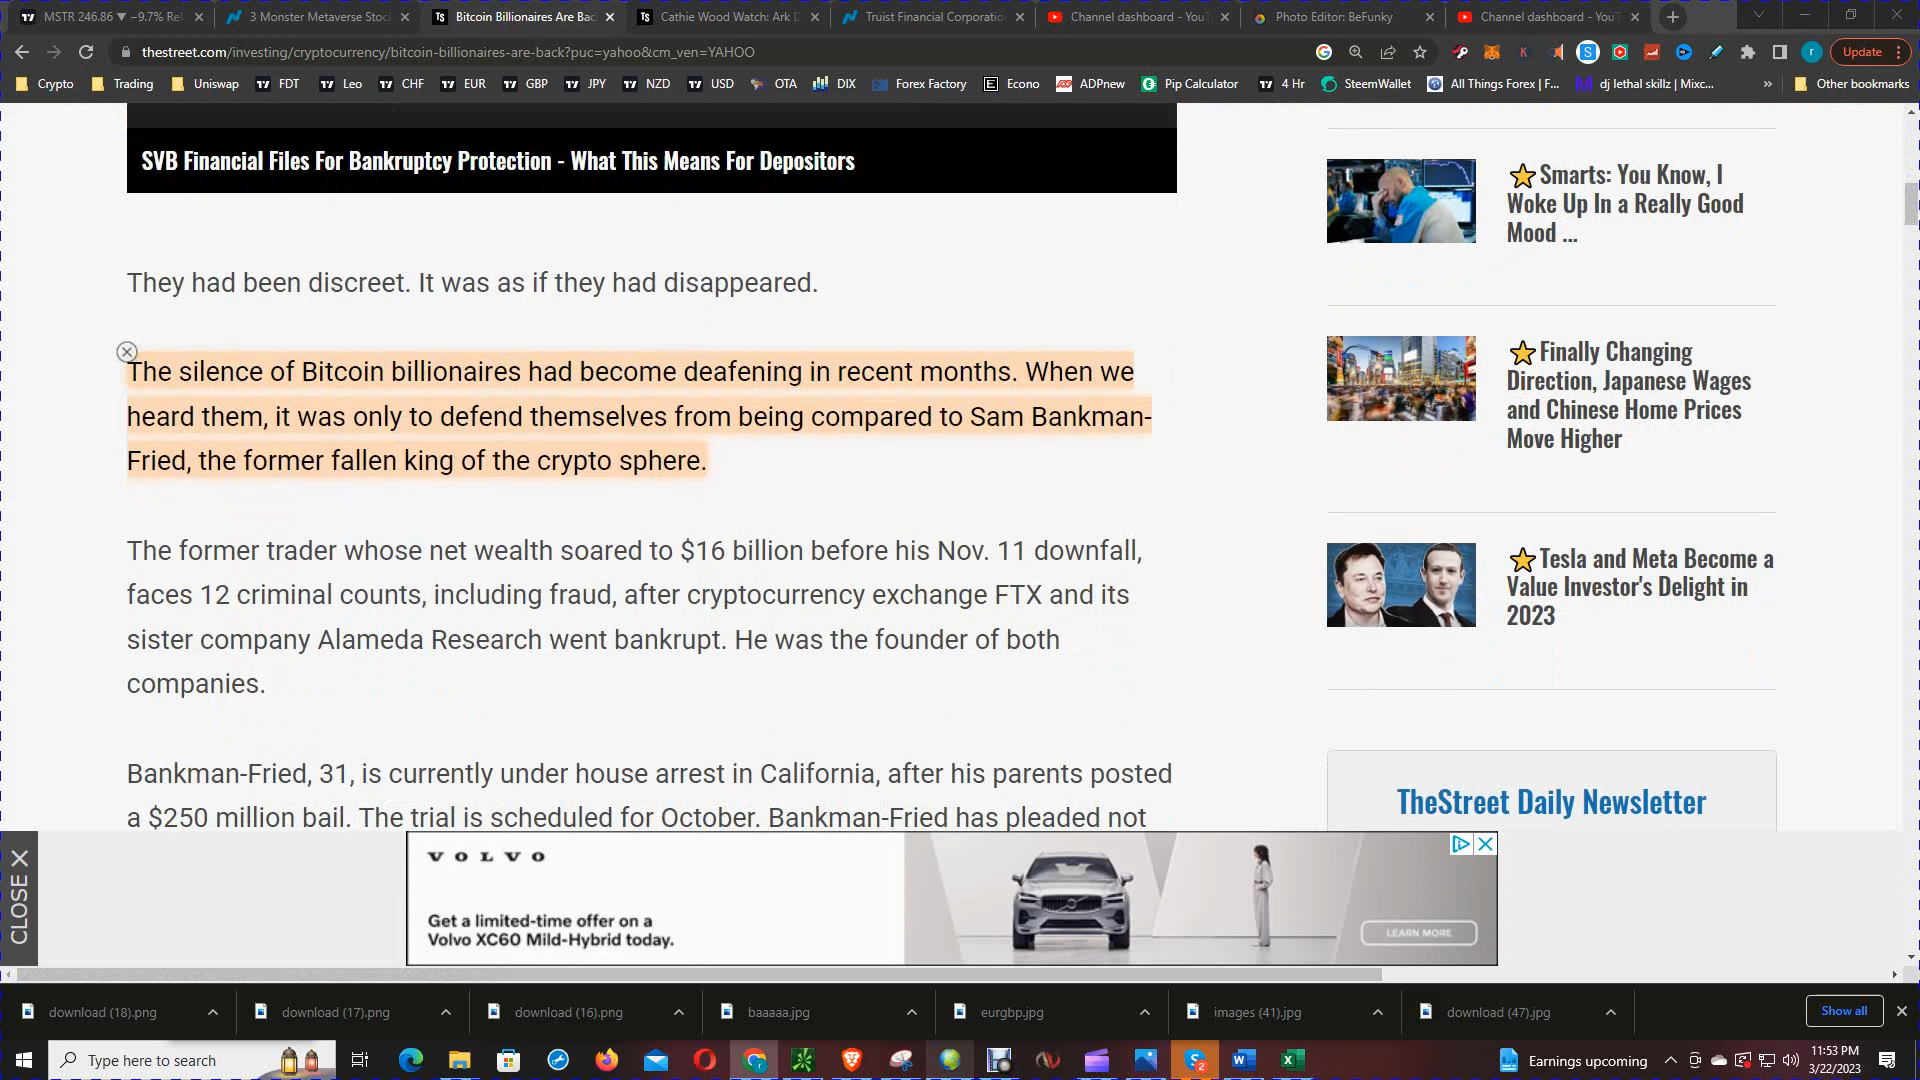 MSTR 246.86 ▼ −9.7% Re
3 Monster Metaverse Stoc
Bitcoin Billionaires Are Bac
Cathie Wood Watch: Ark D
Truist Financial Corporatio
Channel dashboard - YouT
Photo Editor: BeFunky
Channel dashboard - YouT
thestreet.com/investing/cryptocurrency/bitcoin-billionaires-are-back?puc=yahoo&cm_ven=YAHOO
Update
Crypto Trading Uniswap FDT Leo CHF EUR GBP JPY NZD USD OTA DIX Forex Factory Econo ADPnew Pip Calculator 4 Hr SteemWallet All Things Forex | F... dj lethal skillz | Mixc... » Other bookmarks
SVB Financial Files For Bankruptcy Protection - What This Means For Depositors
They had been discreet. It was as if they had disappeared.
The silence of Bitcoin billionaires had become deafening in recent months. When we
heard them, it was only to defend themselves from being compared to Sam Bankman-
Fried, the former fallen king of the crypto sphere.
The former trader whose net wealth soared to $16 billion before his Nov. 11 downfall,
faces 12 criminal counts, including fraud, after cryptocurrency exchange FTX and its
sister company Alameda Research went bankrupt. He was the founder of both
companies.
Bankman-Fried, 31, is currently under house arrest in California, after his parents posted
a $250 million bail. The trial is scheduled for October. Bankman-Fried has pleaded not
Smarts: You Know, I
Woke Up In a Really Good
Mood ...
Finally Changing
Direction, Japanese Wages
and Chinese Home Prices
Move Higher
Tesla and Meta Become a
Value Investor's Delight in
2023
TheStreet Daily Newsletter
CLOSE X
VOLVO
Get a limited-time offer on a
Volvo XC60 Mild-Hybrid today.
LEARN MORE
download (18).png
download (17).png
download (16).png
baaaaa.jpg
eurgbp.jpg
images (41).jpg
download (47).jpg
Show all
Type here to search
Earnings upcoming
11:53 PM
3/22/2023